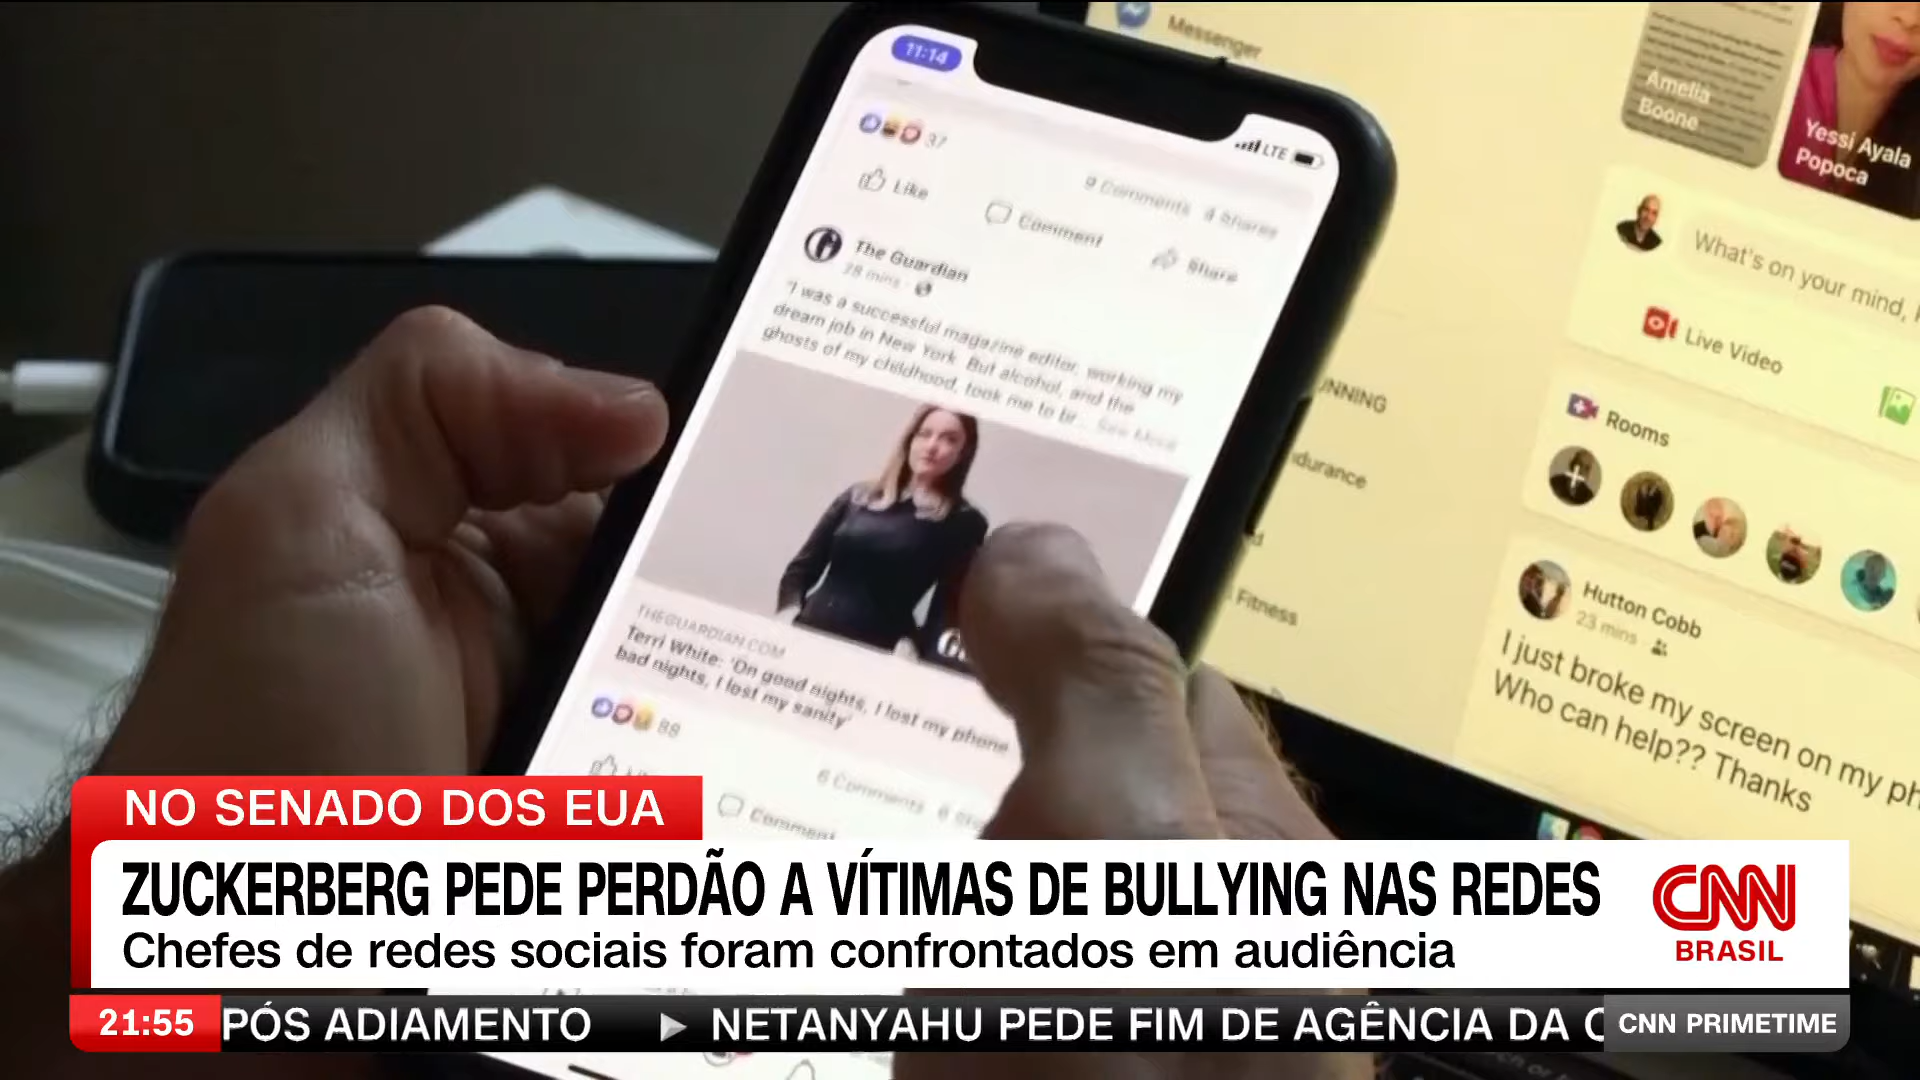 11:14
LTE
37
9 Comments 4 Shares
Like
Comment
Share
The Guardian
28 mins
"I was a successful magazine editor, working my
dream job in New York. But alcohol, and the
ghosts of my childhood, took me to br... See More
THEGUARDIAN.COM
Terri White: 'On good nights, I lost my phone
bad nights, I lost my sanity'
88
6 Comments
Comment
Messenger
Amelia
Boone
Yessi Ayala
Popoca
What's on your mind,
Live Video
Rooms
UNNING
ndurance
Fitness
Hutton Cobb
23 mins
I just broke my screen on my ph
Who can help?? Thanks
NO SENADO DOS EUA
ZUCKERBERG PEDE PERDÃO A VÍTIMAS DE BULLYING NAS REDES
Chefes de redes sociais foram confrontados em audiência
CNN
BRASIL
21:55 PÓS ADIAMENTO ▶ NETANYAHU PEDE FIM DE AGÊNCIA DA CNN PRIMETIME